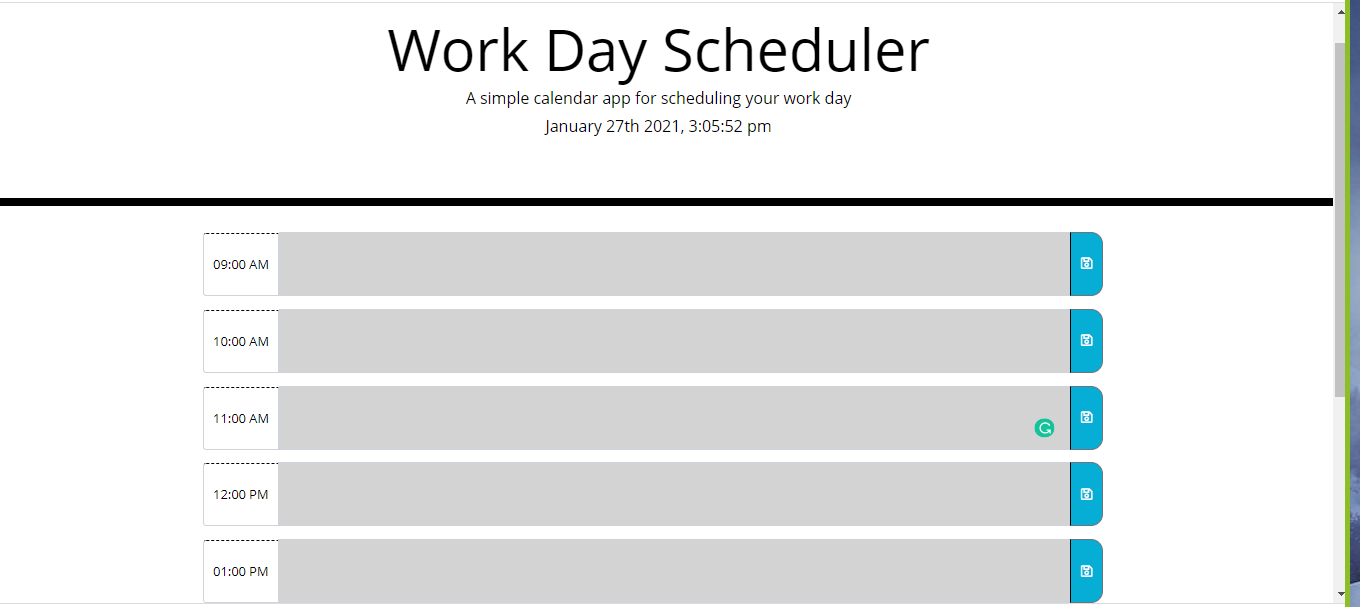 Work Day Scheduler
A simple calendar app for scheduling your work day
January 27th 2021, 3:05:52 pm
09:00 AM
10:00 AM
11:00 AM
12:00 PM
01:00 PM